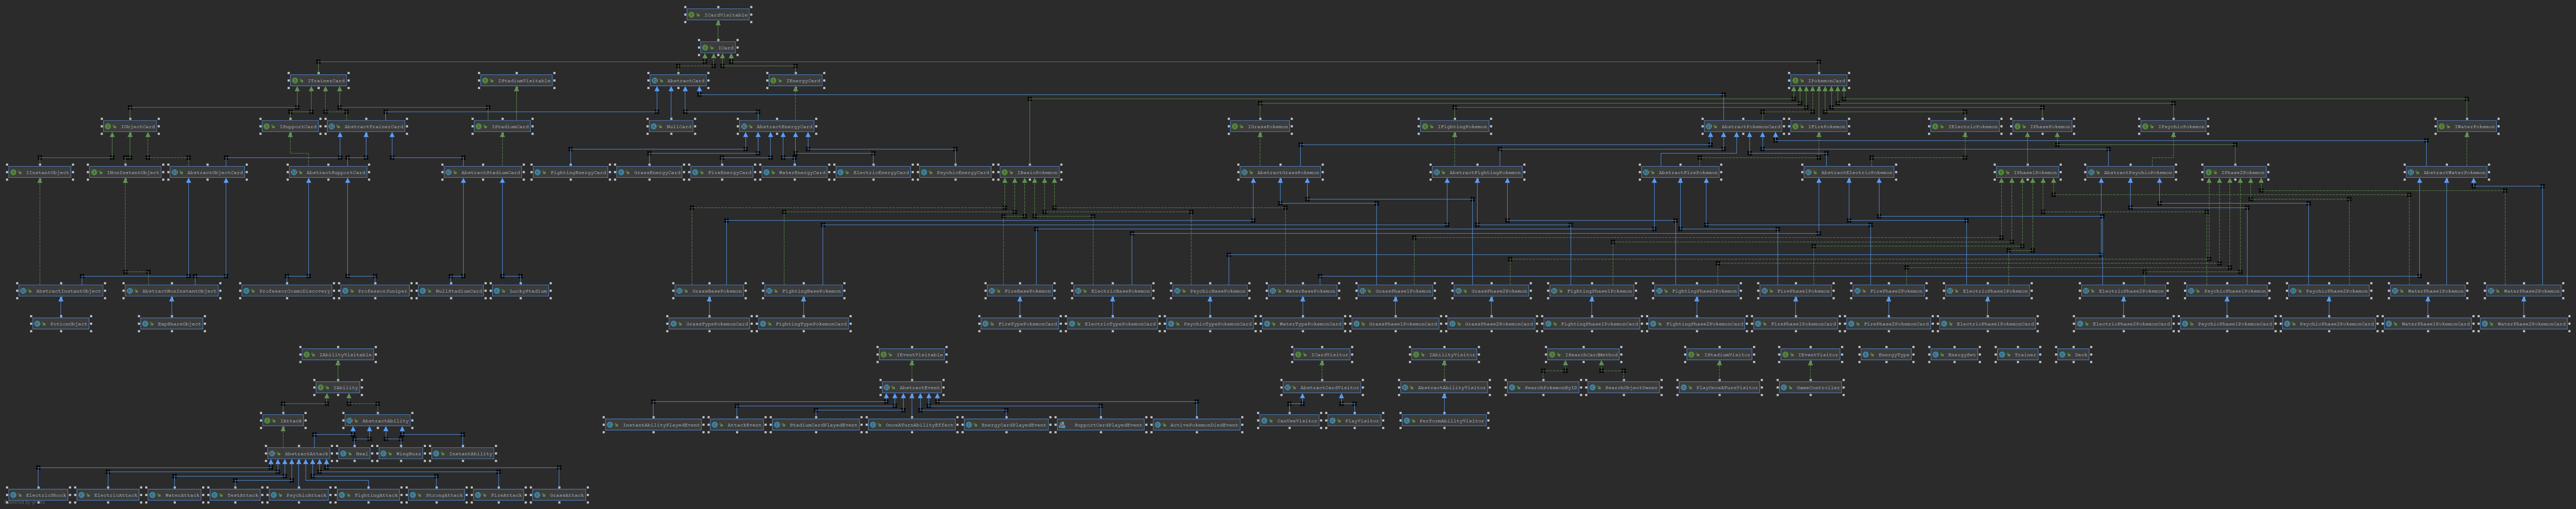 ICardVisitable
ICard
ITrainerCard
IStadiumVisitable
AbstractCard
IEnergyCard
IPokemonCard
IObjectCard
ISupportCard
AbstractTrainerCard
IStadiumCard
NullCard
AbstractEnergyCard
IGrassPokemon
IFightingPokemon
AbstractPokemonCard
IFirePokemon
IElectricPokemon
IPhasePokemon
IPsychicPokemon
IWaterPokemon
IInstantObject
INonInstantObject
AbstractObjectCard
AbstractSupportCard
AbstractStadiumCard
FightingEnergyCard
GrassEnergyCard
FireEnergyCard
WaterEnergyCard
ElectricEnergyCard
PsychicEnergyCard
IBasicPokemon
AbstractGrassPokemon
AbstractFightingPokemon
AbstractFirePokemon
AbstractElectricPokemon
IPhase1Pokemon
AbstractPsychicPokemon
IPhase2Pokemon
AbstractWaterPokemon
AbstractInstantObject
AbstractNonInstantObject
ProfessorCozmoDiscovery
ProfessorJuniper
NullStadiumCard
LuckyStadium
GrassBasePokemon
FightingBasePokemon
FireBasePokemon
ElectricBasePokemon
PsychicBasePokemon
WaterBasePokemon
GrassPhase1Pokemon
GrassPhase2Pokemon
FightingPhase1Pokemon
FightingPhase2Pokemon
FirePhase1Pokemon
FirePhase2Pokemon
ElectricPhase1Pokemon
ElectricPhase2Pokemon
PsychicPhase1Pokemon
PsychicPhase2Pokemon
WaterPhase1Pokemon
WaterPhase2Pokemon
PotionObject
ExpShareObject
GrassTypePokemonCard
FightingTypePokemonCard
FireTypePokemonCard
ElectricTypePokemonCard
PsychicTypePokemonCard
WaterTypePokemonCard
GrassPhase1PokemonCard
GrassPhase2PokemonCard
FightingPhase1PokemonCard
FightingPhase2PokemonCard
FirePhase1PokemonCard
FirePhase2PokemonCard
ElectricPhase1PokemonCard
ElectricPhase2PokemonCard
PsychicPhase1PokemonCard
PsychicPhase2PokemonCard
WaterPhase1PokemonCard
WaterPhase2PokemonCard
IAbilityVisitable
IEventVisitable
ICardVisitor
IAbilityVisitor
ISearchCardMethod
IStadiumVisitor
IEventVisitor
EnergyType
EnergySet
Trainer
Deck
IAbility
AbstractEvent
AbstractCardVisitor
AbstractAbilityVisitor
SearchPokemonByID
SearchObjectOwner
PlayOnceATurnVisitor
GameController
IAttack
AbstractAbility
InstantAbilityPlayedEvent
AttackEvent
StadiumCardPlayedEvent
OnceATurnAbilityEffect
EnergyCardPlayedEvent
SupportCardPlayedEvent
ActivePokemonDiedEvent
CanUseVisitor
PlayVisitor
PerformAbilityVisitor
AbstractAttack
Heal
WingBuzz
InstantAbility
ElectricShock
ElectricAttack
WaterAttack
TestAttack
PsychicAttack
FightingAttack
StrongAttack
FireAttack
GrassAttack